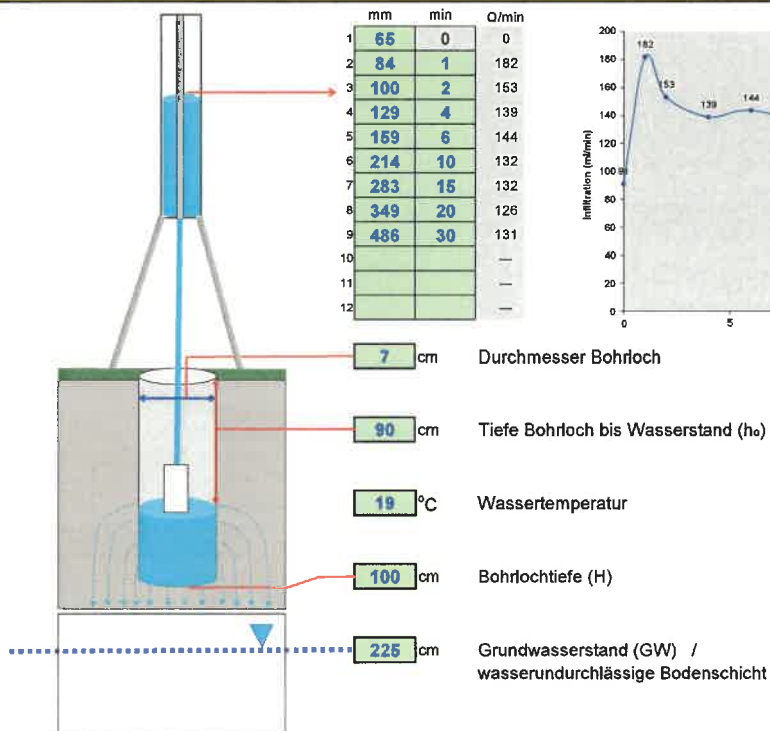 mm min Q/min
1 65 0 0
2 84 1 182
3 100 2 153
4 129 4 139
5 159 6 144
6 214 10 132
7 283 15 132
8 349 20 126
9 486 30 131
10 —
11 —
12 —
200
180
160
140
120
100
80
60
40
20
0
Infiltration (ml/min)
182
153
139
144
0 5
7 cm Durchmesser Bohrloch
90 cm Tiefe Bohrloch bis Wasserstand (h₀)
19 °C Wassertemperatur
100 cm Bohrlochtiefe (H)
225 cm Grundwasserstand (GW) /
wasserundurchlässige Bodenschicht